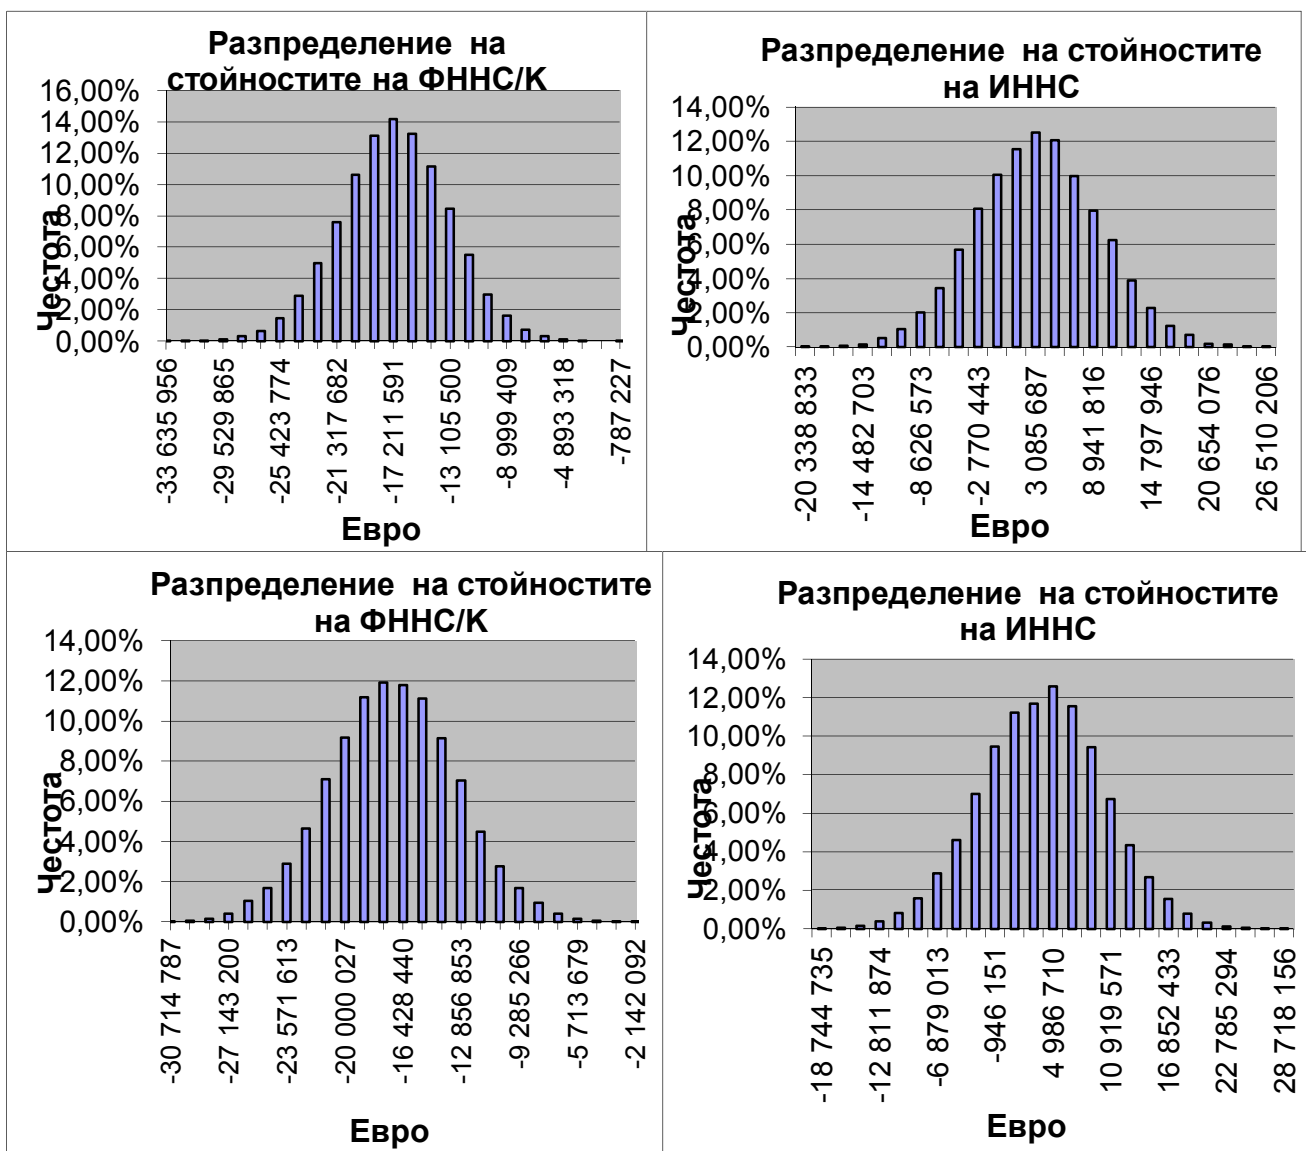 Разпределение на
стойностите на ФННС/K
16,00%
14,00%
12,00%
10,00%
8,00%
6,00%
4,00%
2,00%
0,00%
Честота
-33 635 956
-29 529 865
-25 423 774
-21 317 682
-17 211 591
-13 105 500
-8 999 409
-4 893 318
-787 227
Евро
Разпределение на стойностите
на ИННС
14,00%
12,00%
10,00%
8,00%
6,00%
4,00%
2,00%
0,00%
Честота
-20 338 833
-14 482 703
-8 626 573
-2 770 443
3 085 687
8 941 816
14 797 946
20 654 076
26 510 206
Евро
Разпределение на стойностите
на ФННС/K
14,00%
12,00%
10,00%
8,00%
6,00%
4,00%
2,00%
0,00%
Честота
-30 714 787
-27 143 200
-23 571 613
-20 000 027
-16 428 440
-12 856 853
-9 285 266
-5 713 679
-2 142 092
Евро
Разпределение на стойностите
на ИННС
14,00%
12,00%
10,00%
8,00%
6,00%
4,00%
2,00%
0,00%
Честота
-18 744 735
-12 811 874
-6 879 013
-946 151
4 986 710
10 919 571
16 852 433
22 785 294
28 718 156
Евро